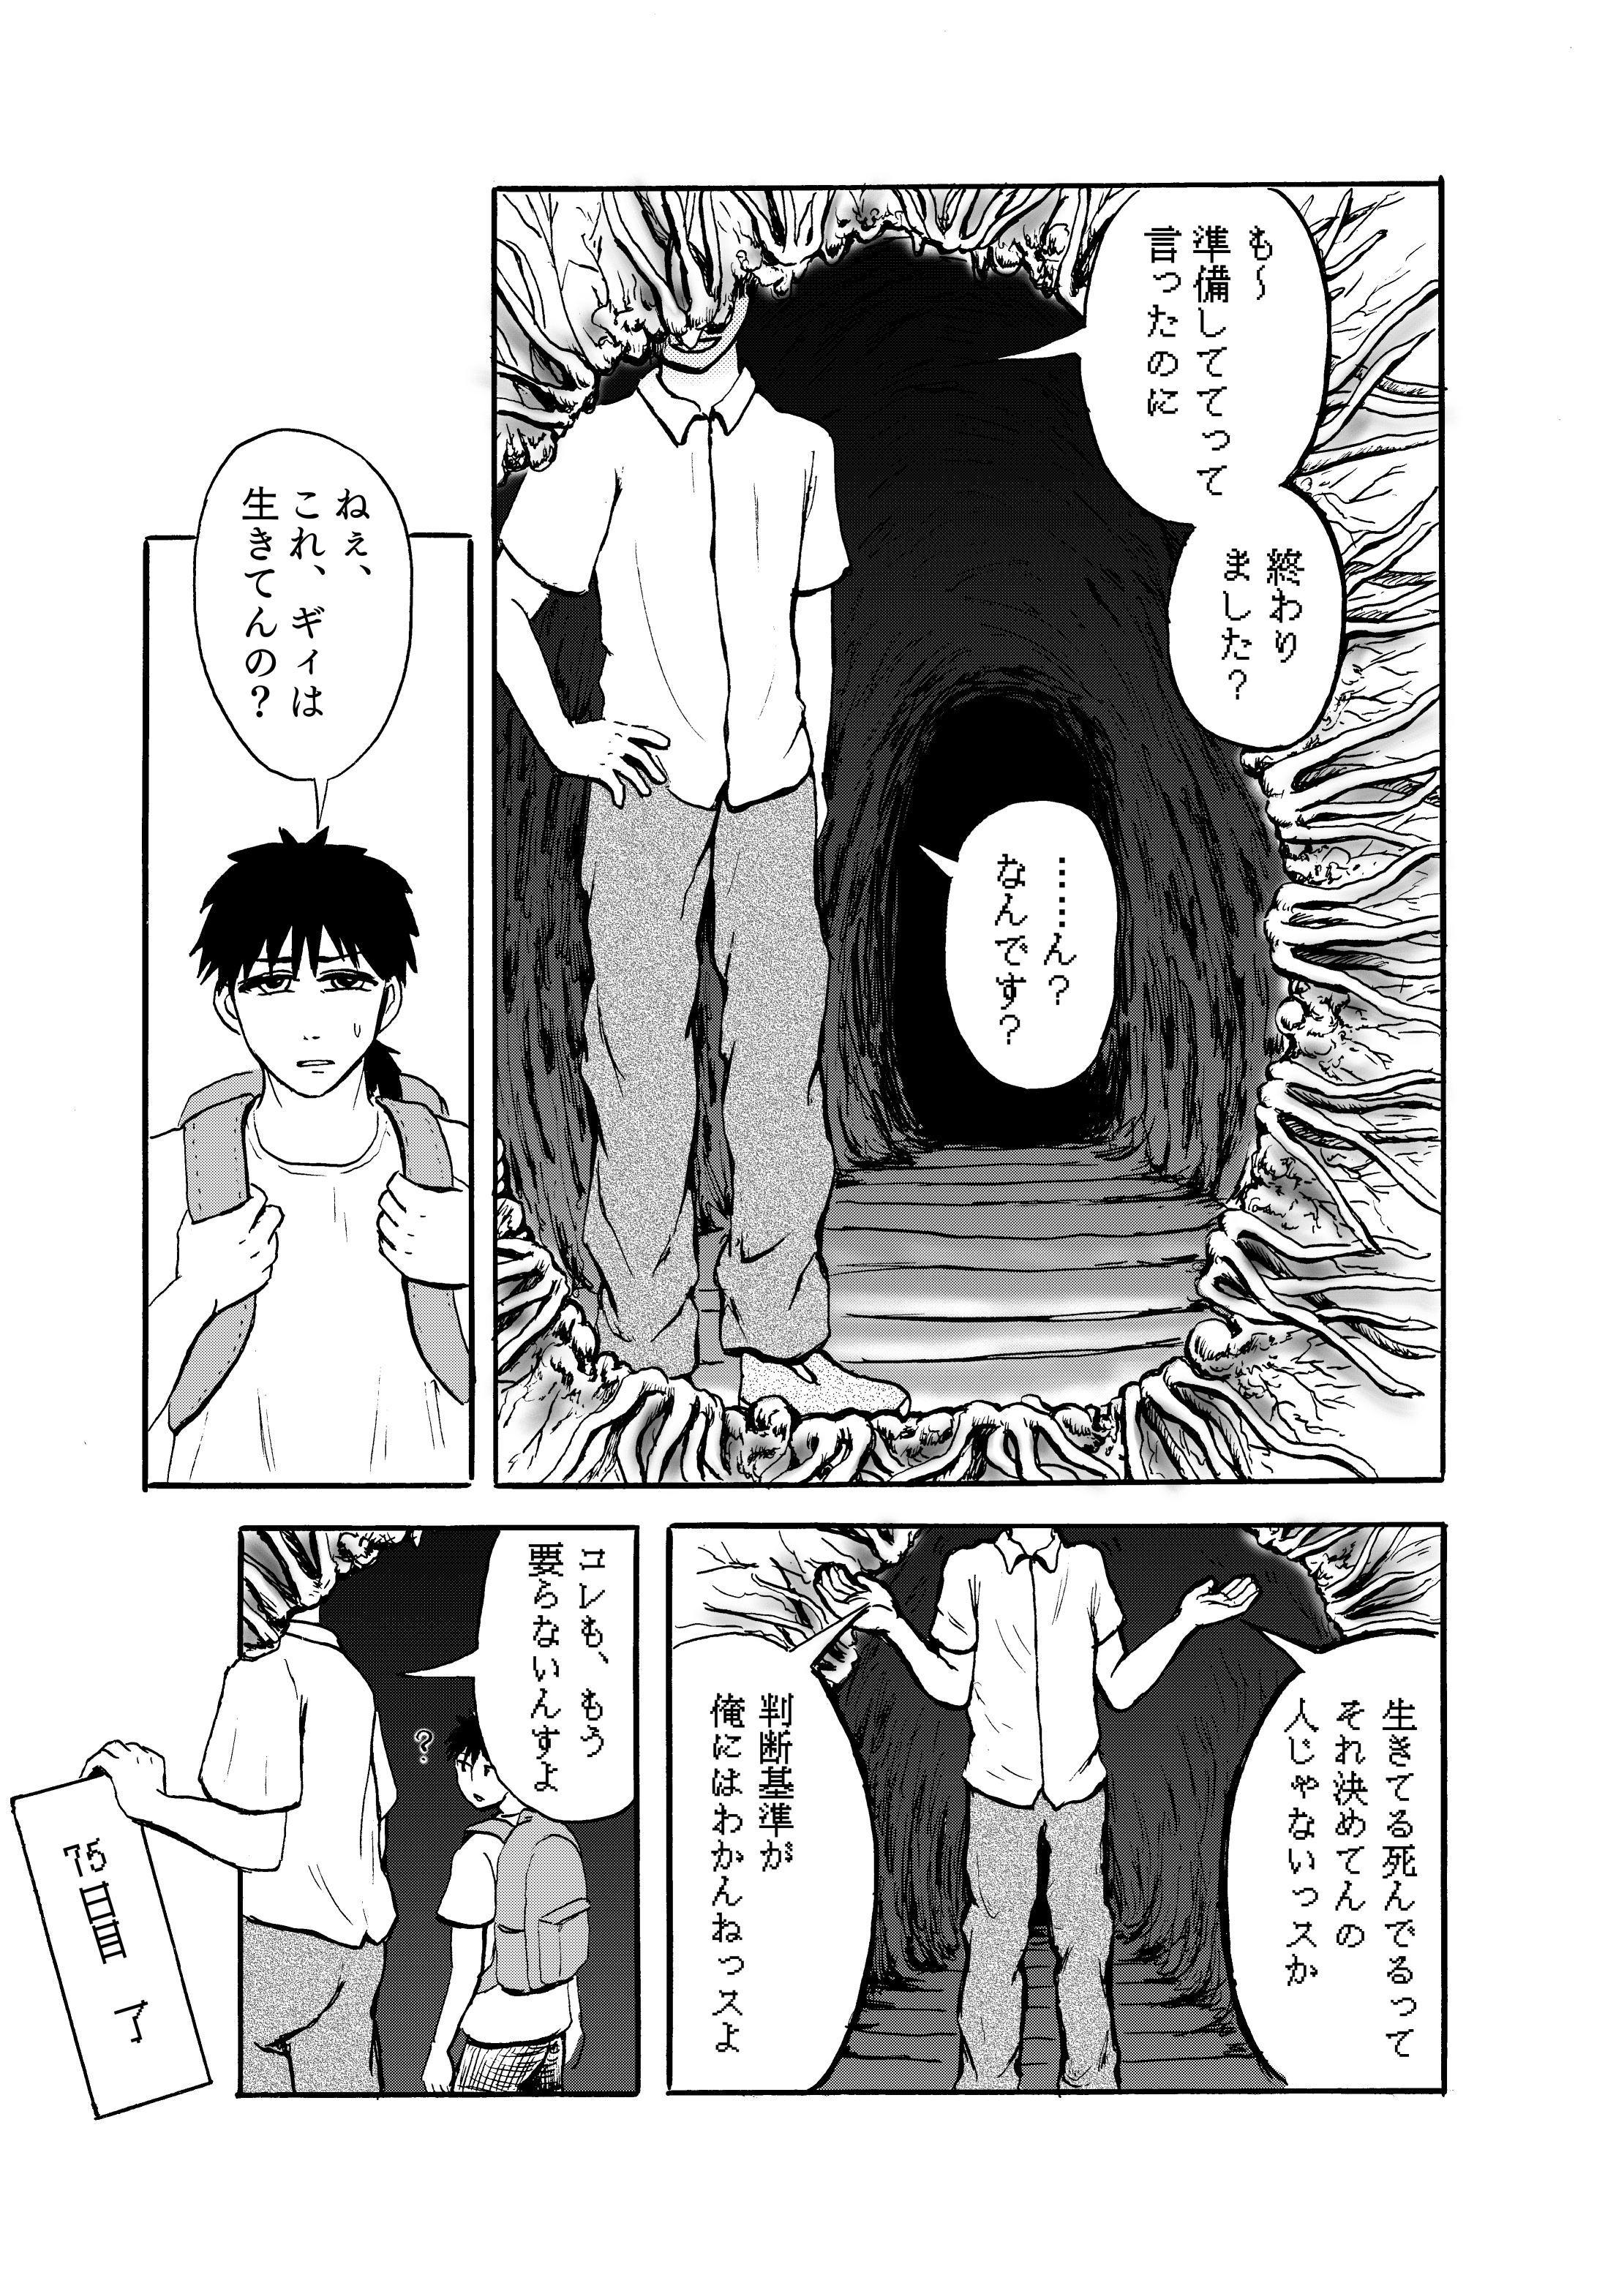 も〜
準備しててって
言ったのに
終わり
ました?
……ん?
なんです?
ねぇ、
これ、ギィは
生きてんの?
生きてる死んでるって
それ決めてんの
人じゃないっスか
判断基準が
俺にはわかんねっスよ
コレも、もう
要らないんすよ
?
75日目 了